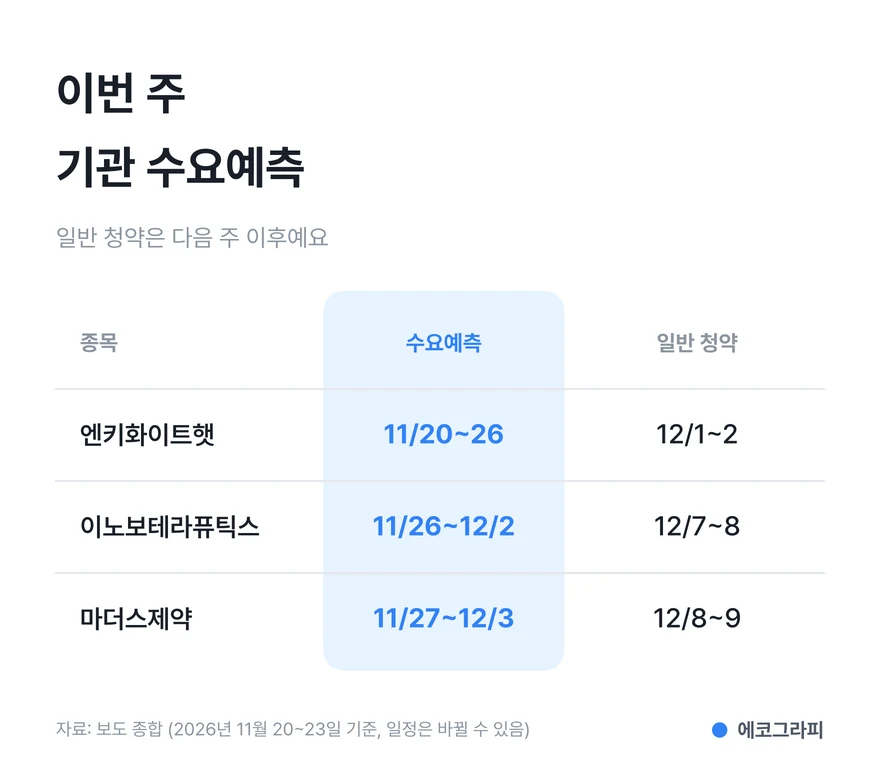 이번 주
기관 수요예측
일반 청약은 다음 주 이후예요
종목 수요예측 일반 청약
엔키화이트햇 11/20~26 12/1~2
이노보테라퓨틱스 11/26~12/2 12/7~8
마더스제약 11/27~12/3 12/8~9
자료: 보도 종합 (2026년 11월 20~23일 기준, 일정은 바뀔 수 있음) 에코그라피